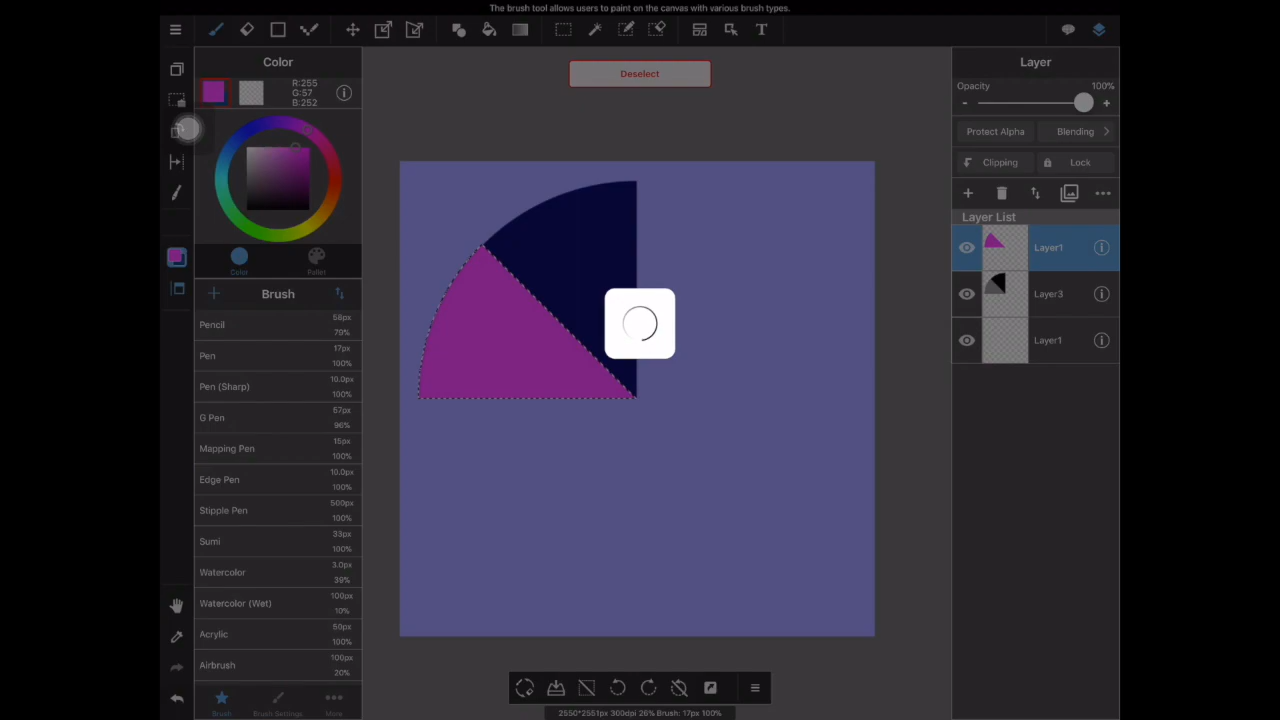 The brush tool allows users to paint on the canvas with various brush types.
T
Color
Deselect
Layer
R:255
G:57
B:252
i
Opacity 100%
- +
Protect Alpha Blending
Clipping Lock
Layer List
Layer1
Layer3
Layer1
Color Pallet
Brush
Pencil 58px 79%
Pen 17px 100%
Pen (Sharp) 10.0px 100%
G Pen 57px 96%
Mapping Pen 15px 100%
Edge Pen 10.0px 100%
Stipple Pen 500px 100%
Sumi 33px 100%
Watercolor 3.0px 39%
Watercolor (Wet) 100px 10%
Acrylic 50px 100%
Airbrush 100px 20%
Brush Brush Settings More
2550*2551px 300dpi 26% Brush: 17px 100%